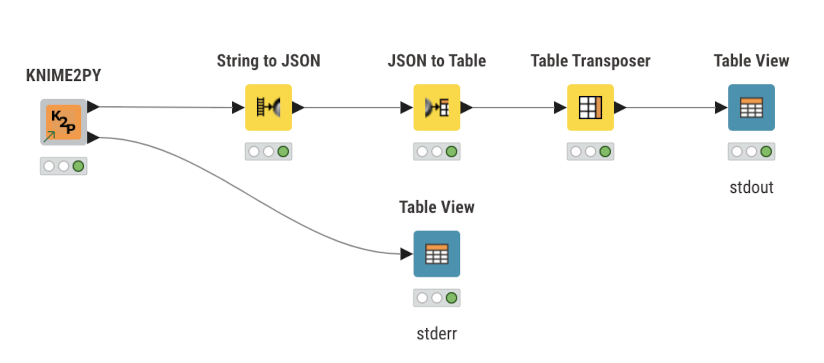 KNIME2PY
String to JSON
JSON to Table
Table Transposer
Table View
K2P
stdout
Table View
stderr